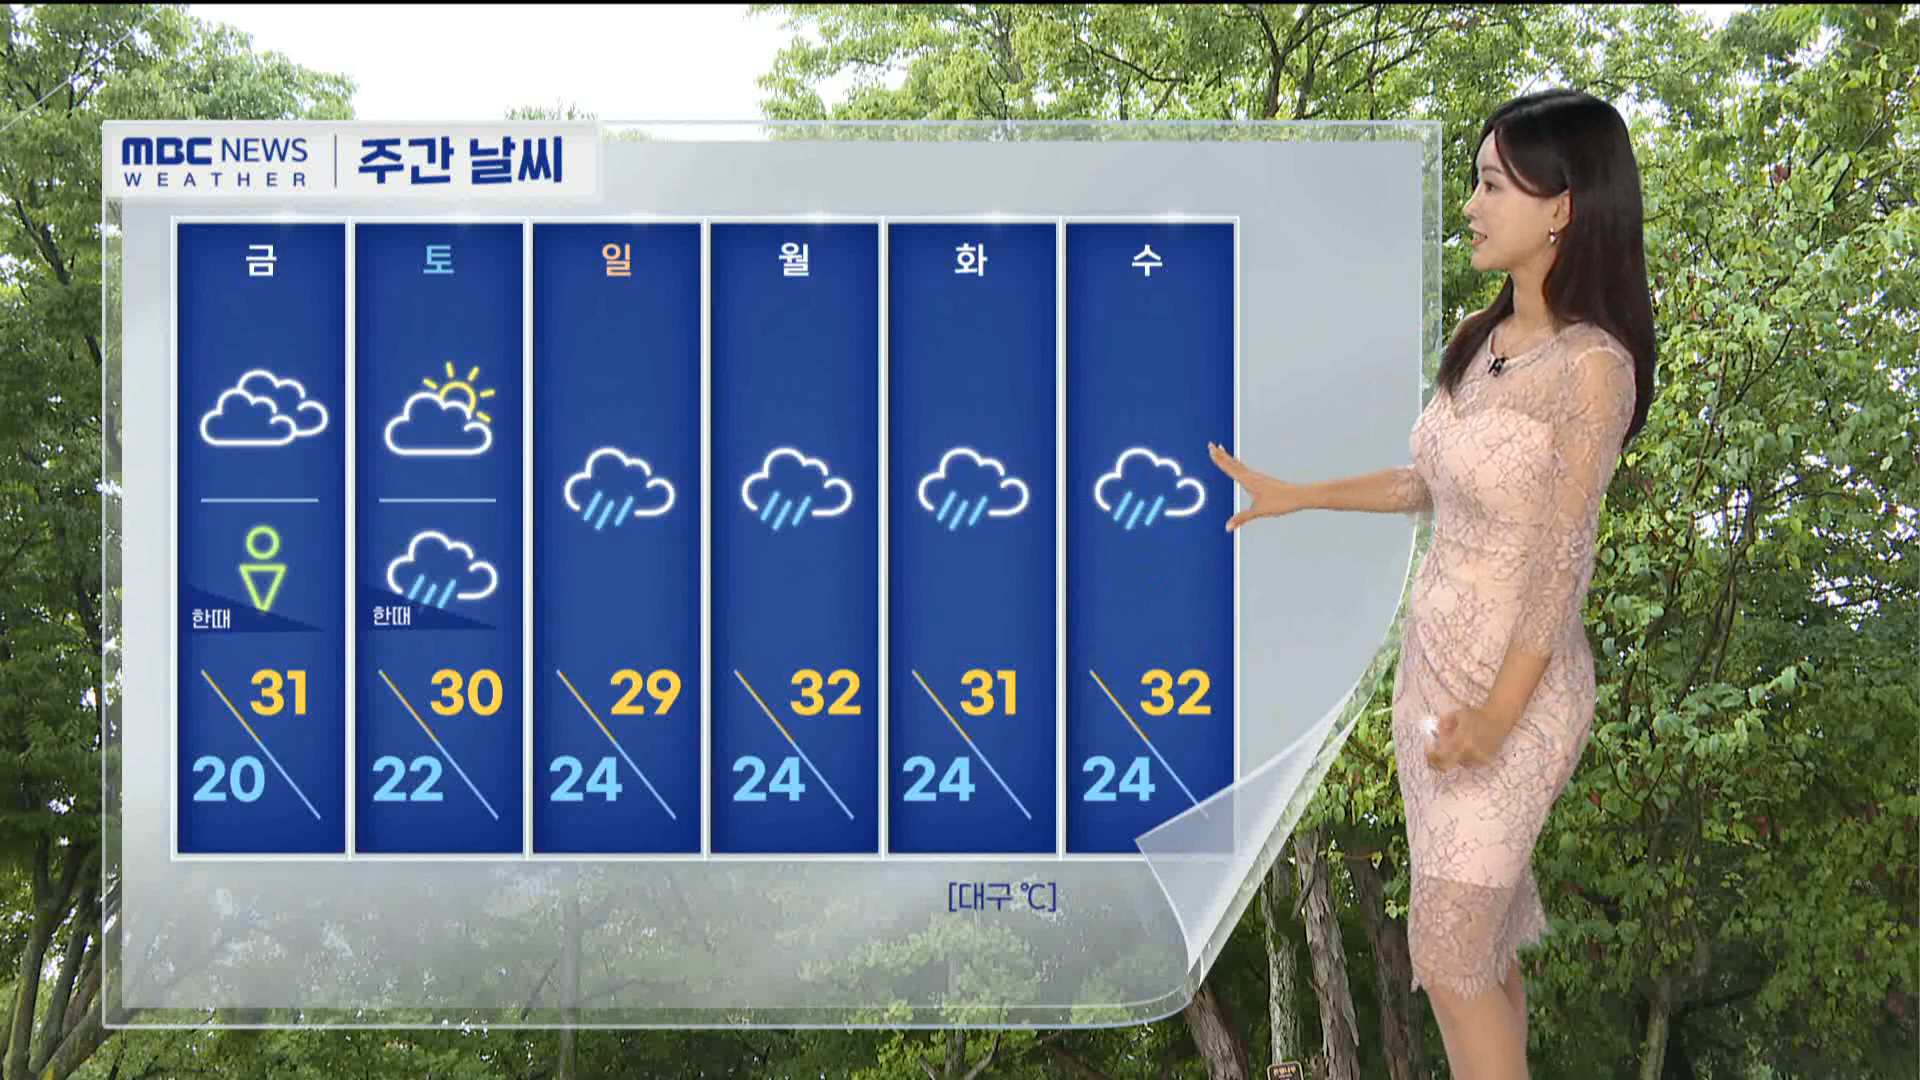 MBC NEWS
WEATHER
주간 날씨
금 토 일 월 화 수
한때 한때
31 30 29 32 31 32
20 22 24 24 24 24
[대구 ℃]